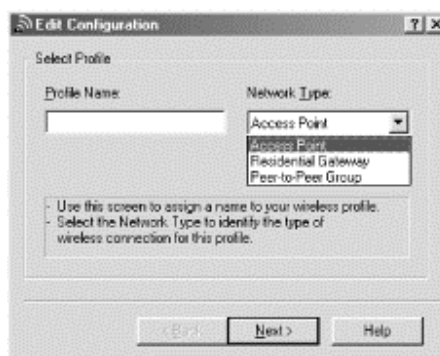 Edit Configuration
Select Profile
Profile Name:
Network Type:
Access Point
Access Point
Residential Gateway
Peer-to-Peer Group
- Use this screen to assign a name to your wireless profile.
- Select the Network Type to identify the type of
wireless connection for this profile.
< Back
Next >
Help